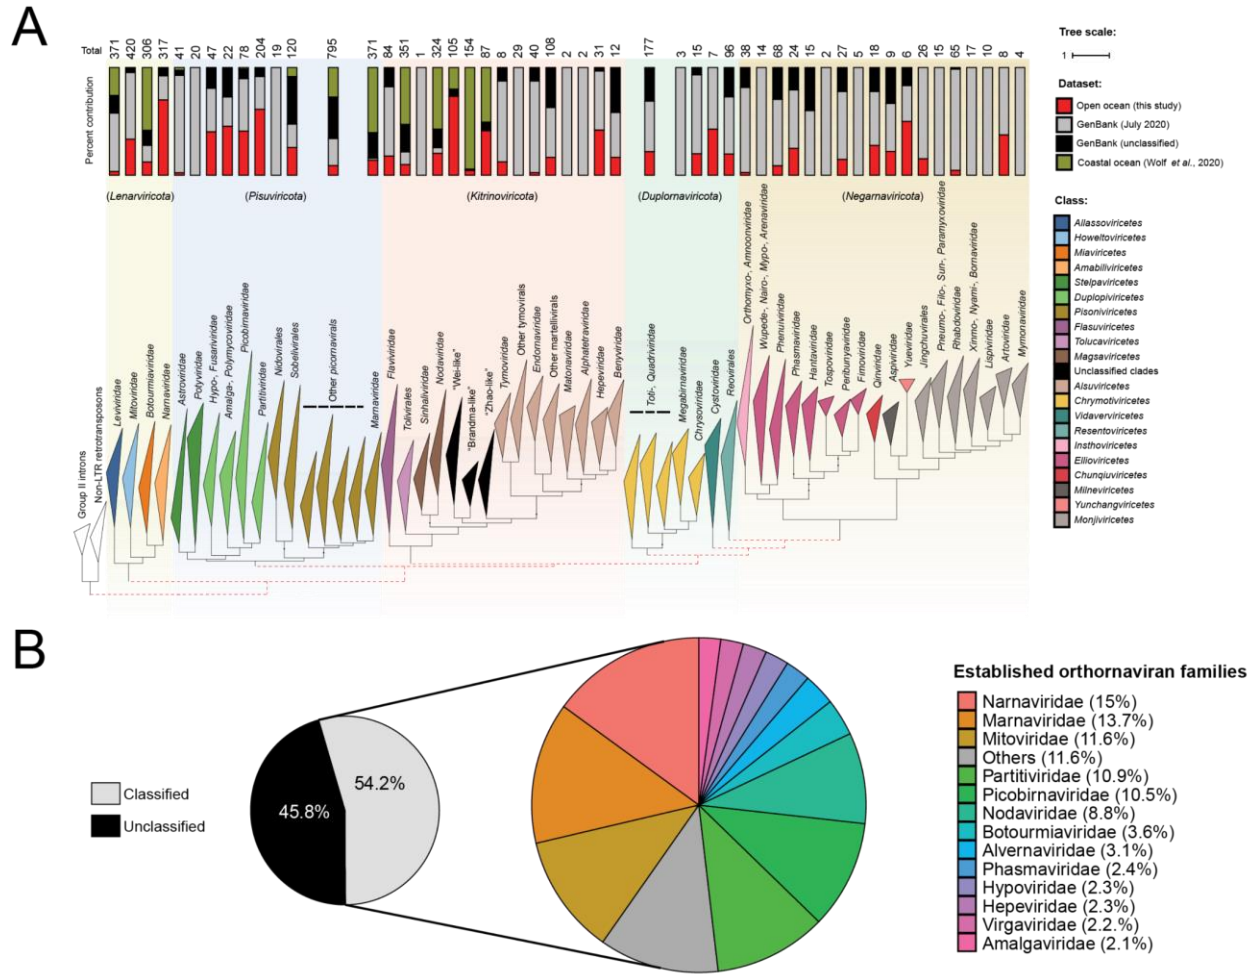 A
Total
371
420
306
317
41
20
47
22
78
204
19
120
795
371
84
351
1
324
105
154
87
8
29
40
108
2
2
31
12
177
3
15
7
96
38
14
68
24
15
2
27
5
18
9
6
26
15
65
17
10
8
4
Percent contribution
(Lenarviricota)
(Pisuviricota)
(Kitrinoviricota)
(Duplornaviricota)
(Negarnaviricota)
Group II introns
Non-LTR retrotransposons
Leviviridae
Mitoviridae
Botourmiaviridae
Narnaviridae
Astroviridae
Potyviridae
Hypo-, Fusariviridae
Amalga-, Polymycoviridae
Picobirnaviridae
Partitiviridae
Nidovirales
Sobelivirales
Other picornavirals
Marnaviridae
Flaviviridae
Tolivirales
Sinhaliviridae
Nodaviridae
"Wei-like"
"Brandma-like"
"Zhao-like"
Tymoviridae
Other tymovirals
Endornaviridae
Other martellivirals
Matonaviridae
Alphatetraviridae
Hepeviridae
Benyviridae
Toti-, Quadriviridae
Megabirnaviridae
Chrysoviridae
Cystoviridae
Reovirales
Orthomyxo-, Amnoonviridae
Wupede-, Nairo-, Mypo-, Arenaviridae
Phenuiviridae
Phasmaviridae
Hantaviridae
Tospoviridae
Peribunyaviridae
Fimoviridae
Qinviridae
Aspiviridae
Yueviridae
Jingchuvirales
Pneumo-, Filo-, Sun-, Paramyxoviridae
Rhabdoviridae
Xinmo-, Nyami-, Bornaviridae
Lispiviridae
Artoviridae
Mymonaviridae
Tree scale:
1
Dataset:
Open ocean (this study)
GenBank (July 2020)
GenBank (unclassified)
Coastal ocean (Wolf et al., 2020)
Class:
Allassoviricetes
Howeltoviricetes
Miaviricetes
Amabiliviricetes
Stelpaviricetes
Duplopiviricetes
Pisoniviricetes
Flasuviricetes
Tolucaviricetes
Magsaviricetes
Unclassified clades
Alsuviricetes
Chrymotiviricetes
Vidaverviricetes
Resentoviricetes
Insthoviricetes
Ellioviricetes
Chunqiuviricetes
Milneviricetes
Yunchangviricetes
Monjiviricetes
B
Classified
Unclassified
54.2%
45.8%
Established orthornaviran families
Narnaviridae (15%)
Marnaviridae (13.7%)
Mitoviridae (11.6%)
Others (11.6%)
Partitiviridae (10.9%)
Picobirnaviridae (10.5%)
Nodaviridae (8.8%)
Botourmiaviridae (3.6%)
Alvernaviridae (3.1%)
Phasmaviridae (2.4%)
Hypoviridae (2.3%)
Hepeviridae (2.3%)
Virgaviridae (2.2.%)
Amalgaviridae (2.1%)